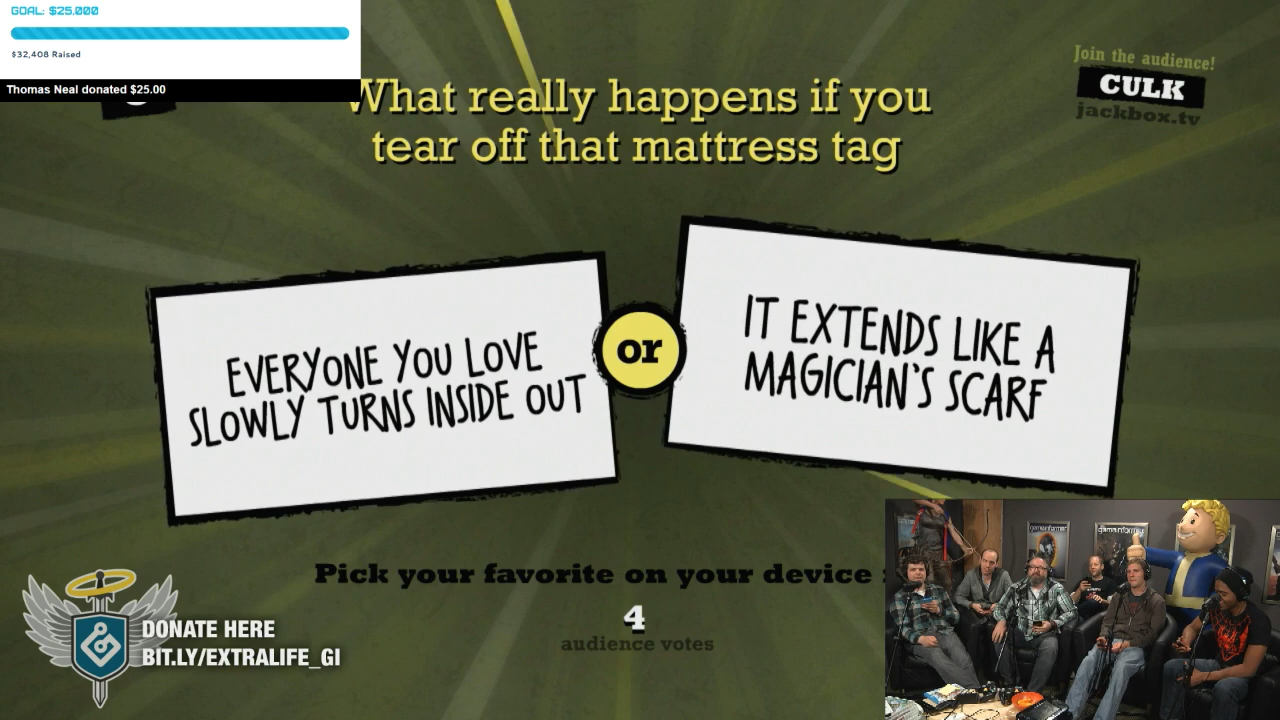 GOAL: $25,000
$32,408 Raised
Thomas Neal donated $25.00
What really happens if you
tear off that mattress tag
Join the audience!
CULK
jackbox.tv
EVERYONE YOU LOVE
SLOWLY TURNS INSIDE OUT
or
IT EXTENDS LIKE A
MAGICIAN'S SCARF
Pick your favorite on your device
4
audience votes
DONATE HERE
BIT.LY/EXTRALIFE_GI
gameinformer
gameinformer